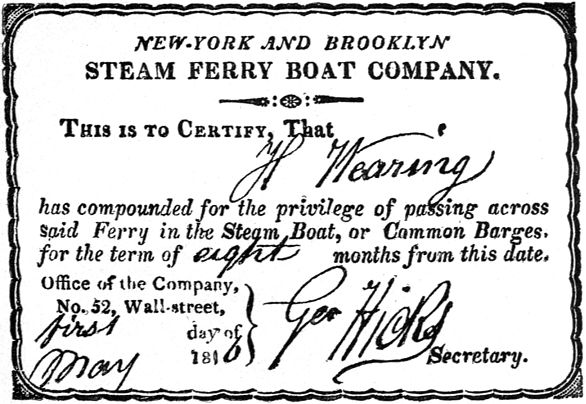 NEW-YORK AND BROOKLYN
STEAM FERRY BOAT COMPANY.
THIS IS TO CERTIFY, That
H Wearing
has compounded for the privilege of passing across
said Ferry in the Steam Boat, or Common Barges,
for the term of eight months from this date.
Office of the Company,
No. 52, Wall-street,
first day of
May 1816
Geo Hicks
Secretary.